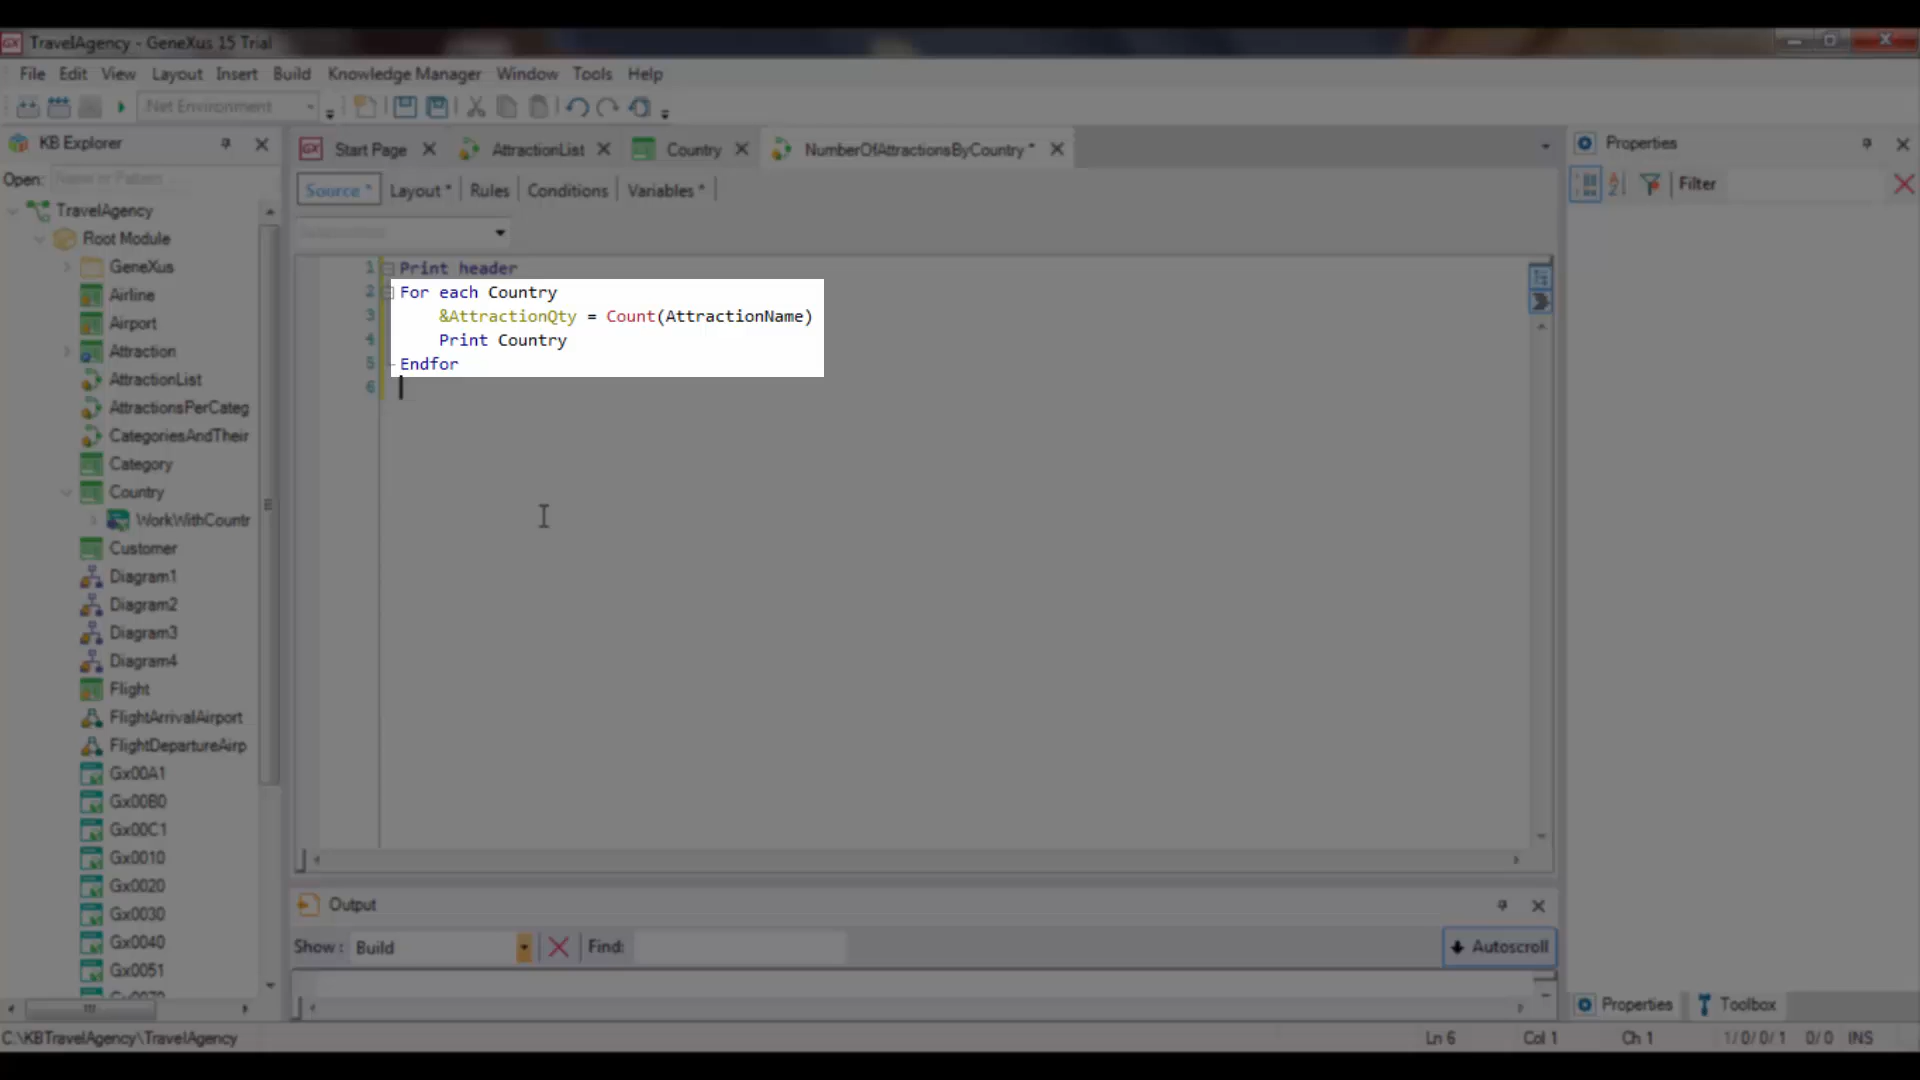 TravelAgency - GeneXus 15 Trial
File Edit View Layout Insert Build Knowledge Manager Window Tools Help
.Net Environment
KB Explorer
Open: Name or Pattern
TravelAgency
Root Module
GeneXus
Airline
Airport
Attraction
AttractionList
AttractionsPerCateg
CategoriesAndTheir
Category
Country
WorkWithCountr
Customer
Diagram1
Diagram2
Diagram3
Diagram4
Flight
FlightArrivalAirport
FlightDepartureAirp
Gx00A1
Gx00B0
Gx00C1
Gx0010
Gx0020
Gx0030
Gx0040
Gx0051
Start Page AttractionList Country NumberOfAttractionsByCountry *
Source * Layout * Rules Conditions Variables *
1 Print header
2 For each Country
3 &AttractionQty = Count(AttractionName)
4 Print Country
5 Endfor
6
Output
Show: Build Find: Autoscroll
Properties
Filter
Properties Toolbox
C:\KBTravelAgency\TravelAgency Ln 6 Col 1 Ch 1 1/0/0/1 0/0 INS